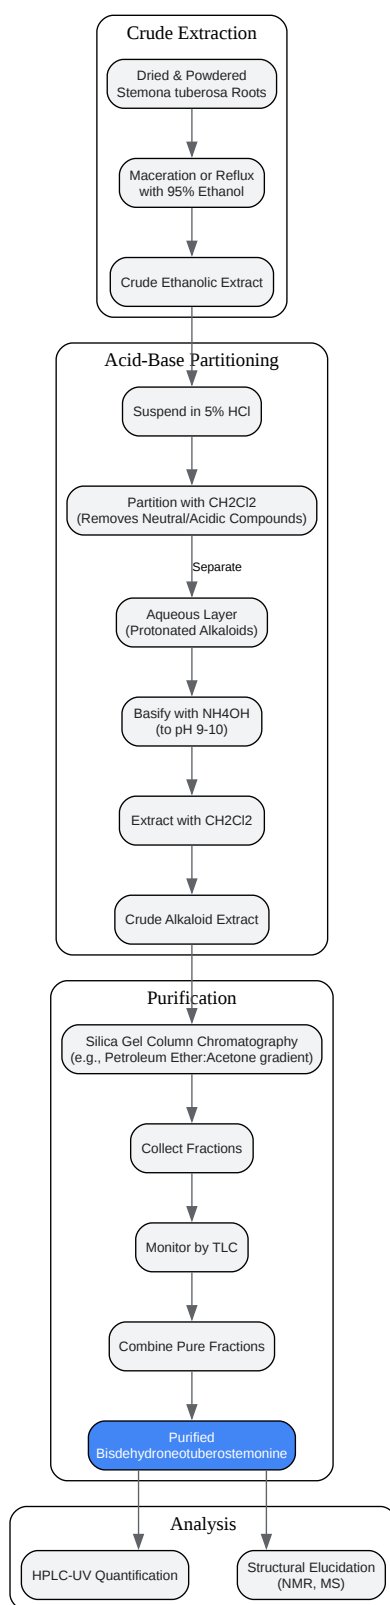 Crude Extraction
Dried & Powdered
Stemona tuberosa Roots
Maceration or Reflux
with 95% Ethanol
Crude Ethanolic Extract
Acid-Base Partitioning
Suspend in 5% HCl
Partition with CH2Cl2
(Removes Neutral/Acidic Compounds)
Separate
Aqueous Layer
(Protonated Alkaloids)
Basify with NH4OH
(to pH 9-10)
Extract with CH2Cl2
Crude Alkaloid Extract
Purification
Silica Gel Column Chromatography
(e.g., Petroleum Ether:Acetone gradient)
Collect Fractions
Monitor by TLC
Combine Pure Fractions
Purified
Bisdehydroneotuberostemonine
Analysis
HPLC-UV Quantification
Structural Elucidation
(NMR, MS)